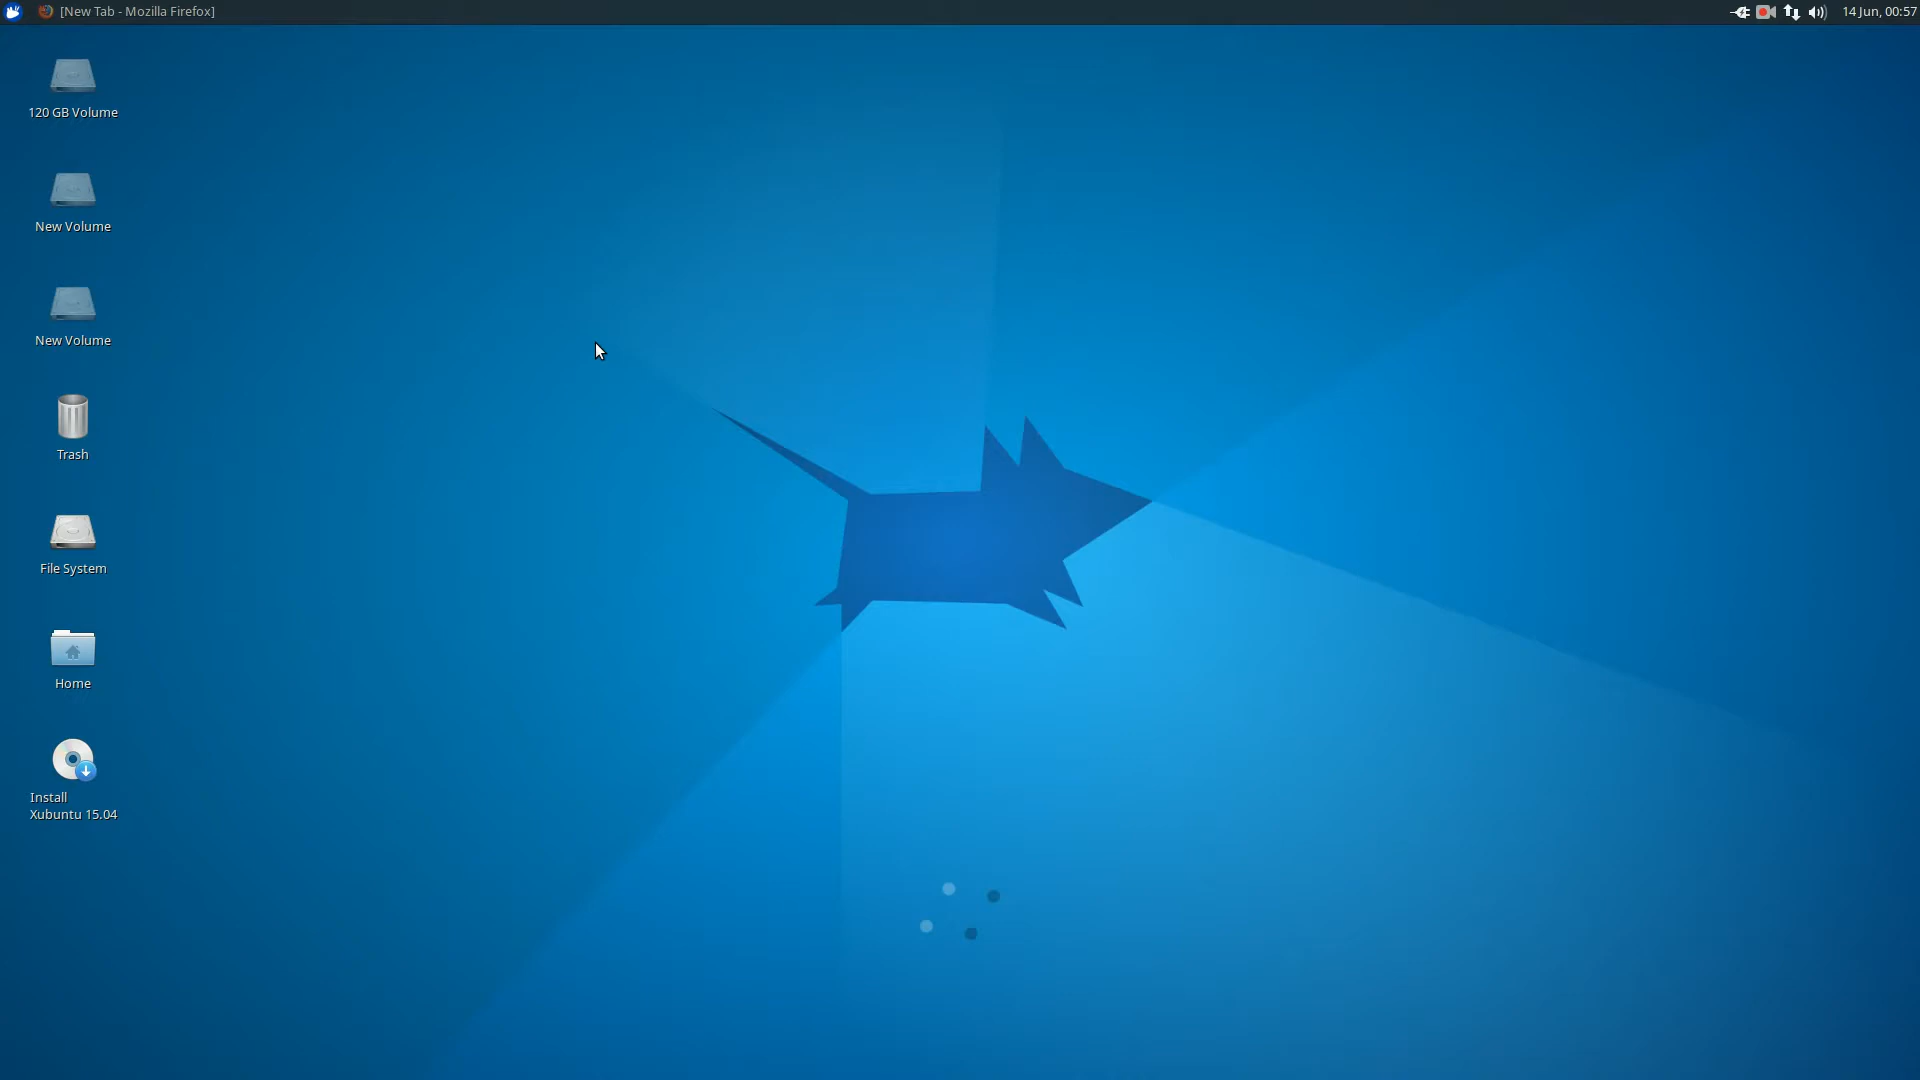 [New Tab - Mozilla Firefox]
14 Jun, 00:57
120 GB Volume
New Volume
New Volume
Trash
File System
Home
Install
Xubuntu 15.04